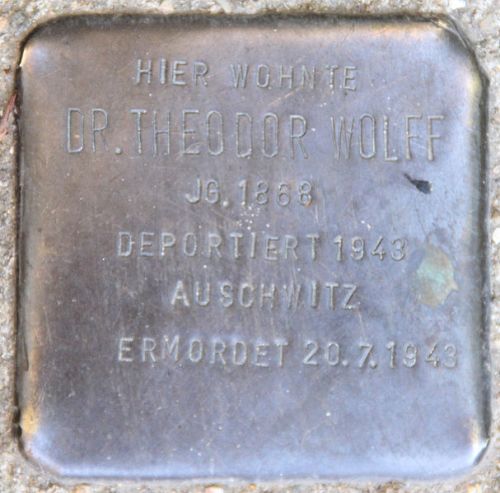 HIER WOHNTE
DR. THEODOR WOLFF
JG. 1868
DEPORTIERT 1943
AUSCHWITZ
ERMORDET 20.7.1943